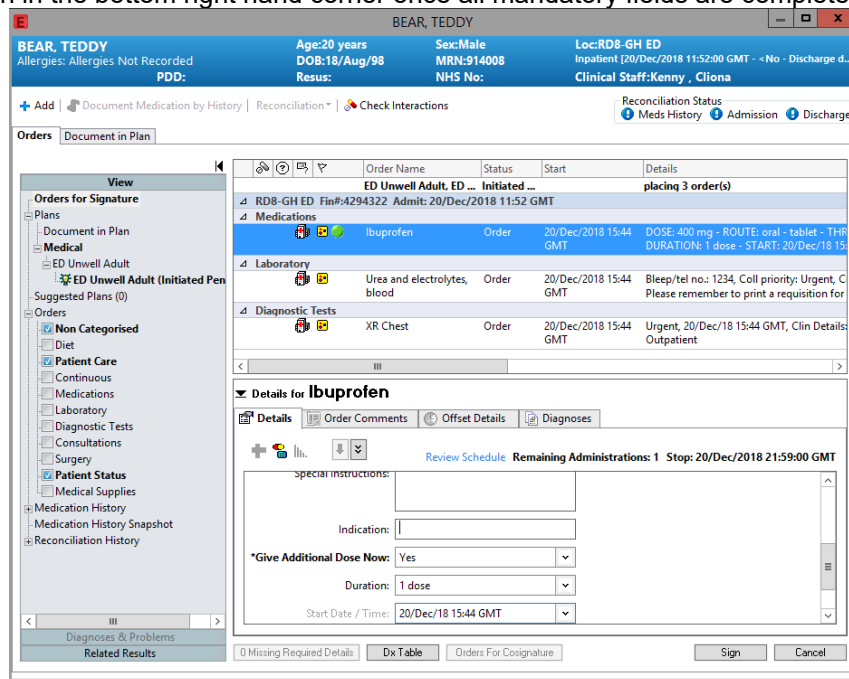 n in the bottom right hand corner once all mandatory fields are complete
E BEAR, TEDDY
BEAR, TEDDY Age:20 years Sex:Male Loc:RD8-GH ED
Allergies: Allergies Not Recorded DOB:18/Aug/98 MRN:914008 Inpatient [20/Dec/2018 11:52:00 GMT - <No - Discharge d...
PDD: Resus: NHS No: Clinical Staff:Kenny , Cliona
Add Document Medication by History Reconciliation Check Interactions
Reconciliation Status
Meds History Admission Discharge
Orders Document in Plan
View
Orders for Signature
Plans
Document in Plan
Medical
ED Unwell Adult
ED Unwell Adult (Initiated Pen
Suggested Plans (0)
Orders
Non Categorised
Diet
Patient Care
Continuous
Medications
Laboratory
Diagnostic Tests
Consultations
Surgery
Patient Status
Medical Supplies
Medication History
Medication History Snapshot
Reconciliation History
Diagnoses & Problems
Related Results
Order Name Status Start Details
ED Unwell Adult, ED ... Initiated ... placing 3 order(s)
RD8-GH ED Fin#:4294322 Admit: 20/Dec/2018 11:52 GMT
Medications
Ibuprofen Order 20/Dec/2018 15:44 DOSE: 400 mg - ROUTE: oral - tablet - THR
GMT DURATION: 1 dose - START: 20/Dec/2018 15:
Laboratory
Urea and electrolytes, Order 20/Dec/2018 15:44 Bleep/tel no.: 1234, Coll priority: Urgent, C
blood GMT Please remember to print a requisition for
Diagnostic Tests
XR Chest Order 20/Dec/2018 15:44 Urgent, 20/Dec/18 15:44 GMT, Clin Details:
GMT Outpatient
Details for Ibuprofen
Details Order Comments Offset Details Diagnoses
Review Schedule Remaining Administrations: 1 Stop: 20/Dec/2018 21:59:00 GMT
Special Instructions:
Indication:
*Give Additional Dose Now: Yes
Duration: 1 dose
Start Date / Time: 20/Dec/18 15:44 GMT
0 Missing Required Details Dx Table Orders For Cosignature Sign Cancel